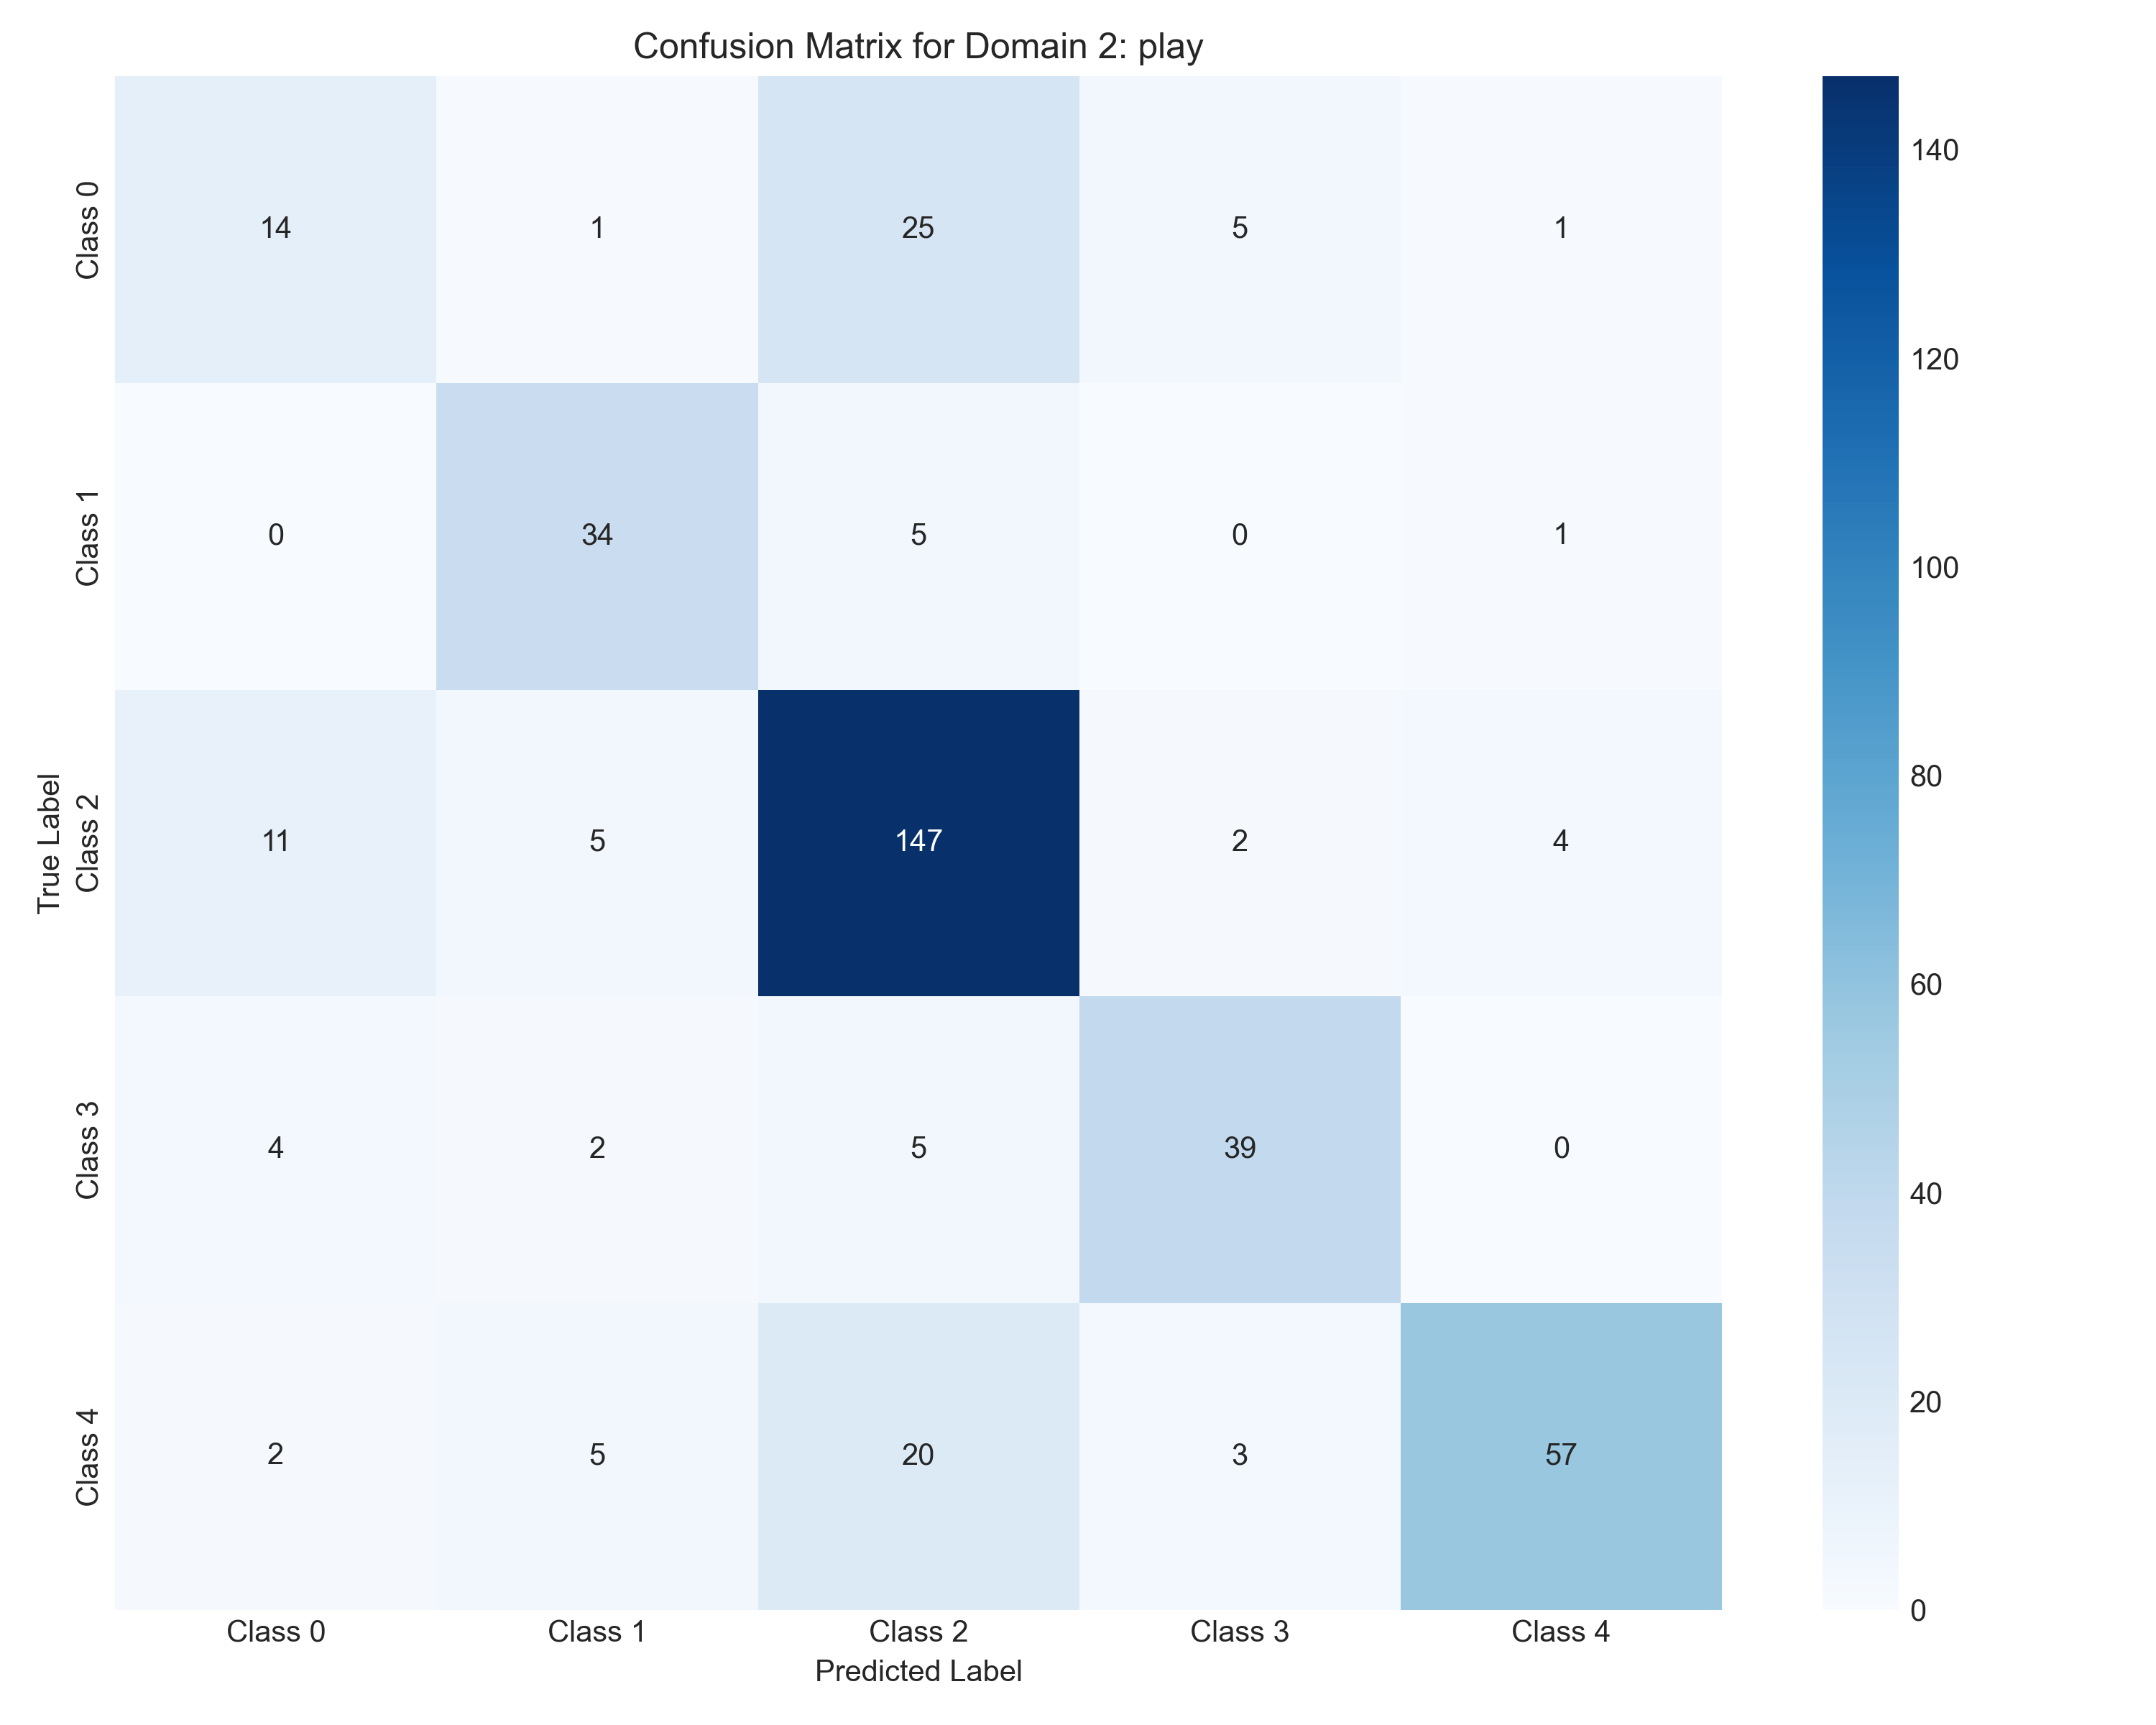 Confusion Matrix for Domain 2: play
True Label
Class 0
14 1 25 5 1
Class 1
0 34 5 0 1
Class 2
11 5 147 2 4
Class 3
4 2 5 39 0
Class 4
2 5 20 3 57
Class 0 Class 1 Class 2 Class 3 Class 4
Predicted Label
140
120
100
80
60
40
20
0